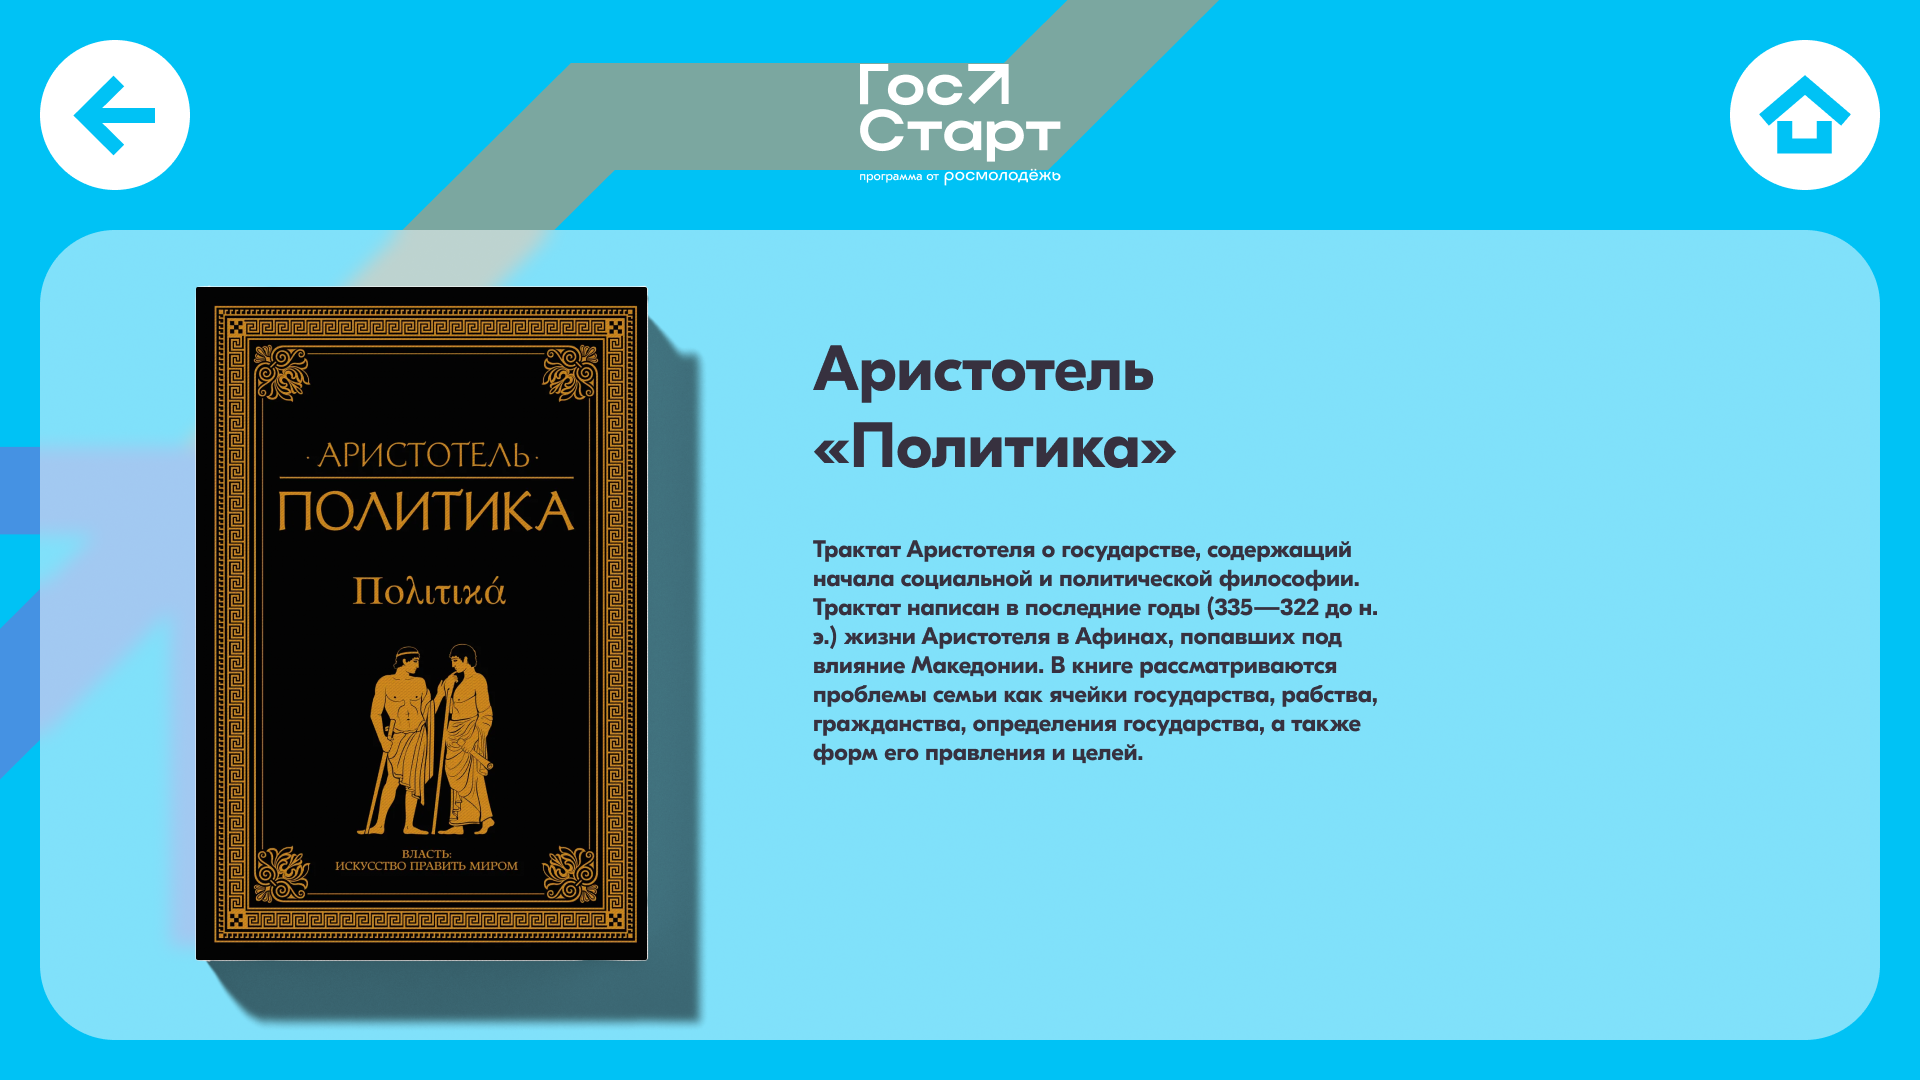 Гос
Старт
программа от росмолодёжь
· АРИСТОТЕЛЬ ·
ПОЛИТИКА
Πολιτικά
ВЛАСТЬ:
ИСКУССТВО ПРАВИТЬ МИРОМ
Аристотель
«Политика»
Трактат Аристотеля о государстве, содержащий
начала социальной и политической философии.
Трактат написан в последние годы (335—322 до н.
э.) жизни Аристотеля в Афинах, попавших под
влияние Македонии. В книге рассматриваются
проблемы семьи как ячейки государства, рабства,
гражданства, определения государства, а также
форм его правления и целей.